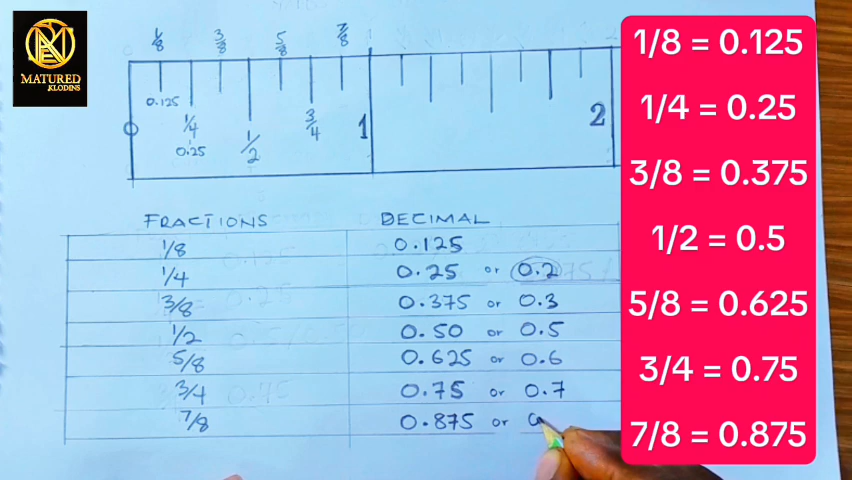 MATURED
KLODINS
1/8 3/8 5/8 7/8
0.125
1/4 3/4
0.25 1/2
0 1 2
FRACTIONS DECIMAL
1/8 0.125
1/4 0.25 or 0.2
3/8 0.375 or 0.3
1/2 0.50 or 0.5
5/8 0.625 or 0.6
3/4 0.75 or 0.7
7/8 0.875 or
1/8 = 0.125
1/4 = 0.25
3/8 = 0.375
1/2 = 0.5
5/8 = 0.625
3/4 = 0.75
7/8 = 0.875